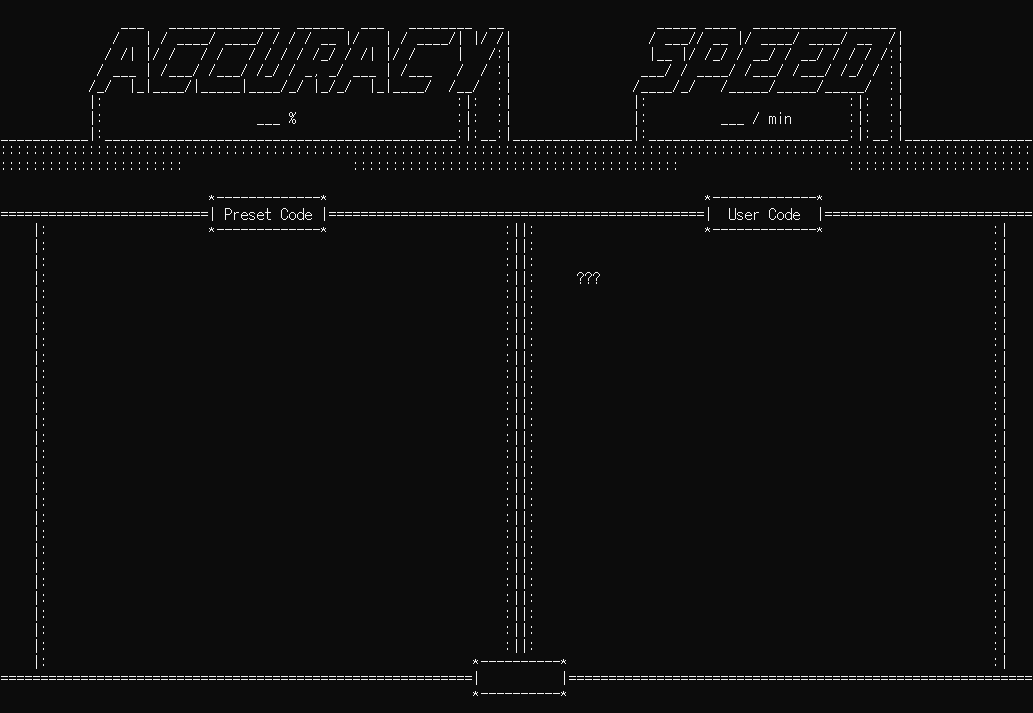 ACCURACY SPEED
___ % ___ / min
Preset Code User Code
???